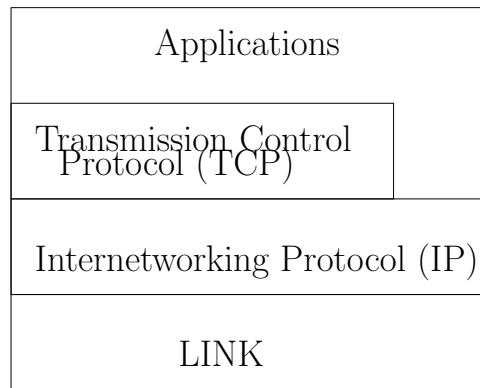 Applications
Transmission Control
Protocol (TCP)
Internetworking Protocol (IP)
LINK